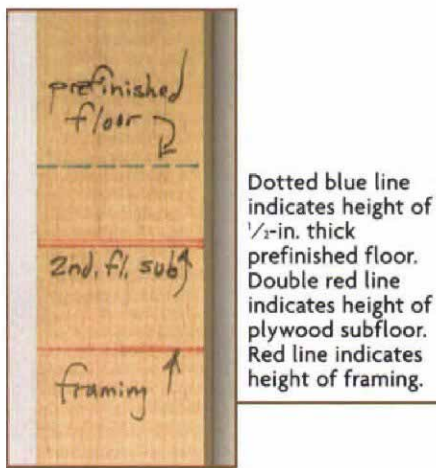 prefinished
floor
2nd. fl. sub
framing
Dotted blue line
indicates height of
1/2-in. thick
prefinished floor.
Double red line
indicates height of
plywood subfloor.
Red line indicates
height of framing.